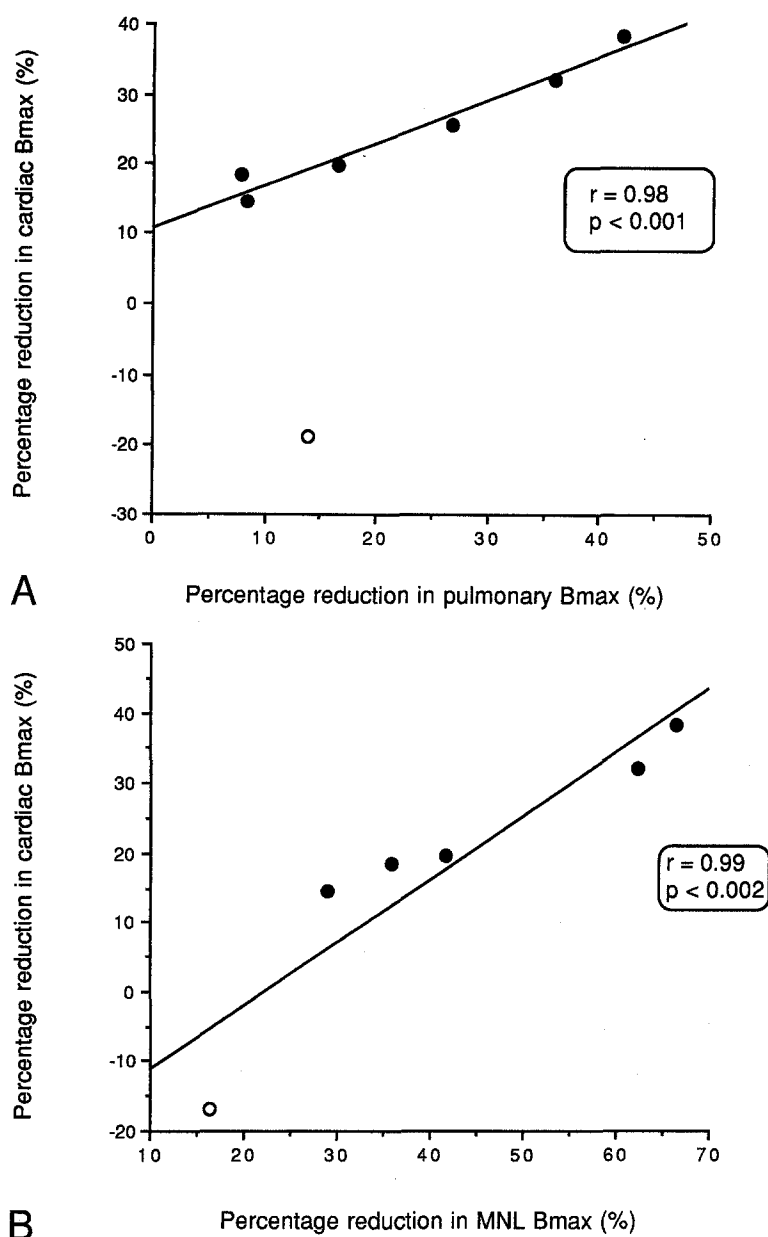 Percentage reduction in cardiac Bmax (%)
40
30
20
10
0
-10
-20
-30
r = 0.98
p < 0.001
0 10 20 30 40 50
A
Percentage reduction in pulmonary Bmax (%)
Percentage reduction in cardiac Bmax (%)
50
40
30
20
10
0
-10
-20
r = 0.99
p < 0.002
10 20 30 40 50 60 70
B
Percentage reduction in MNL Bmax (%)